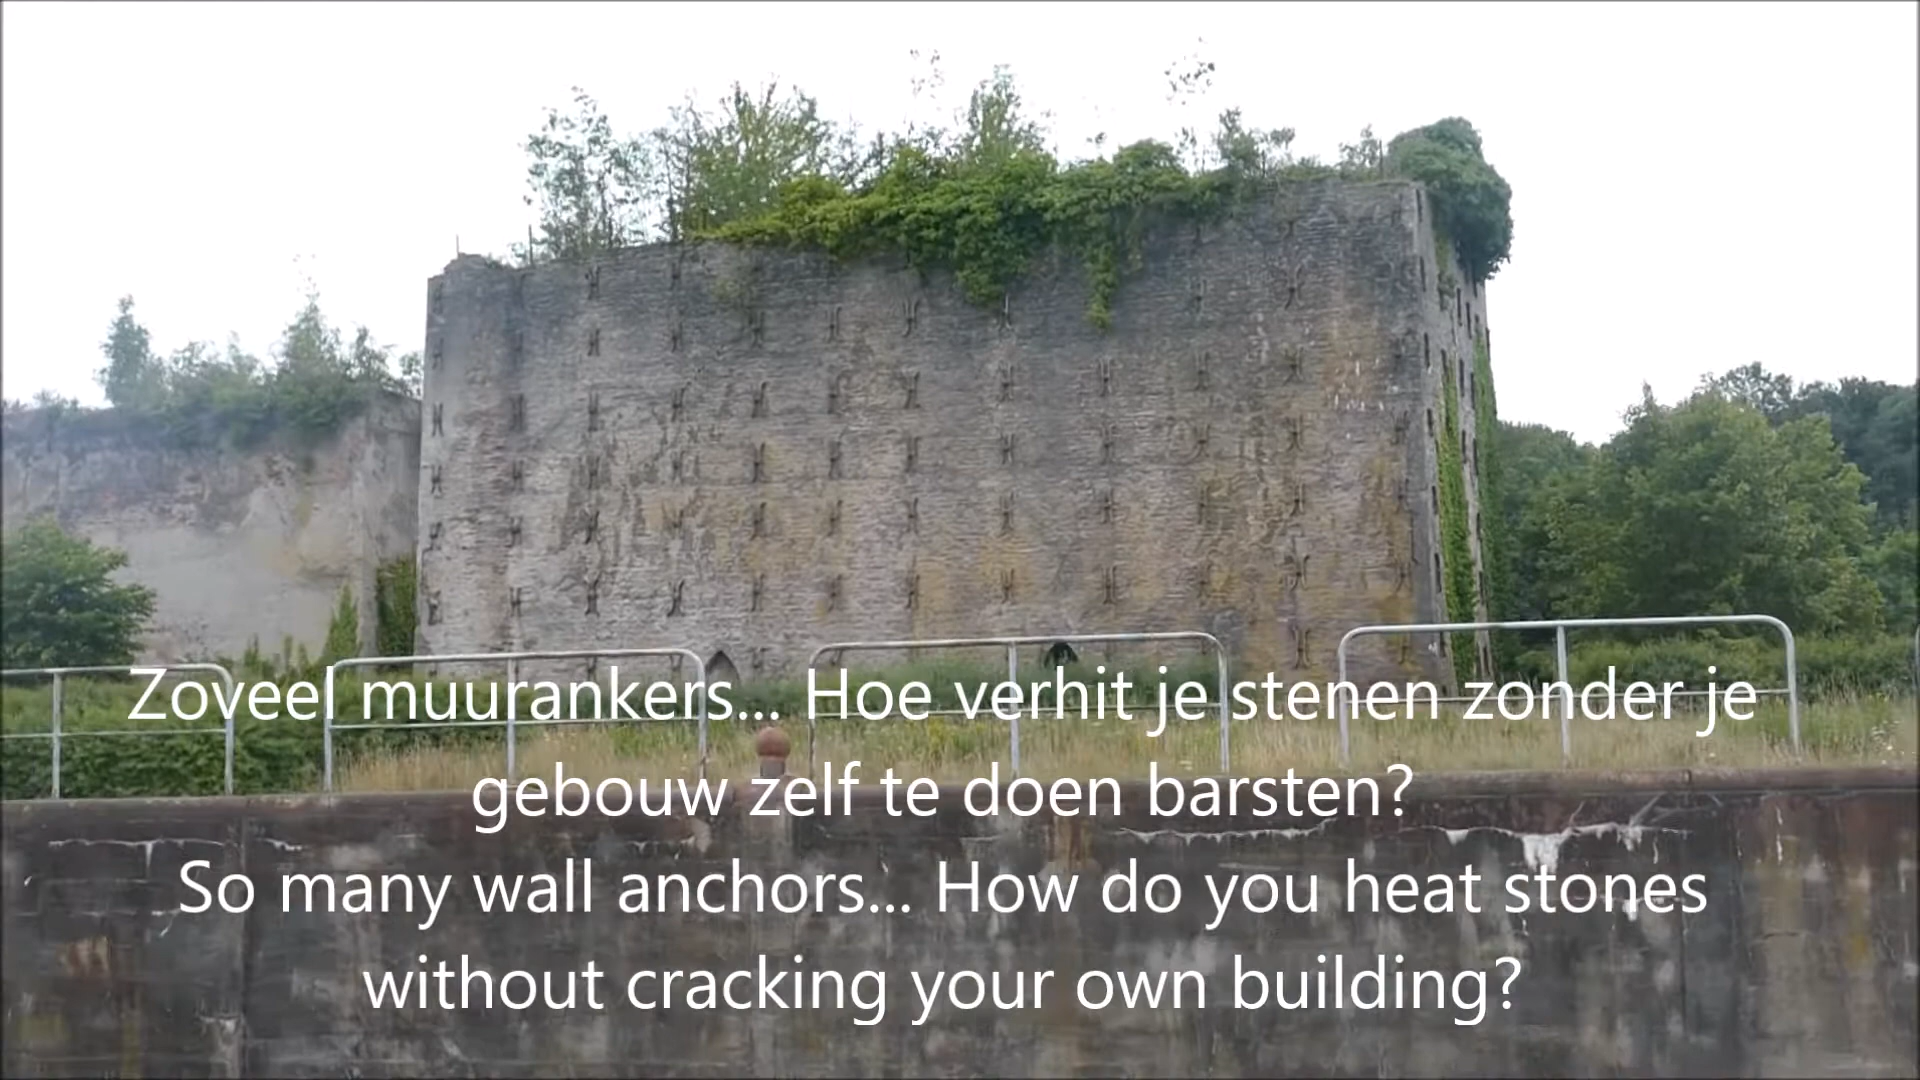 Zoveel muurankers... Hoe verhit je stenen zonder je
gebouw zelf te doen barsten?
So many wall anchors... How do you heat stones
without cracking your own building?